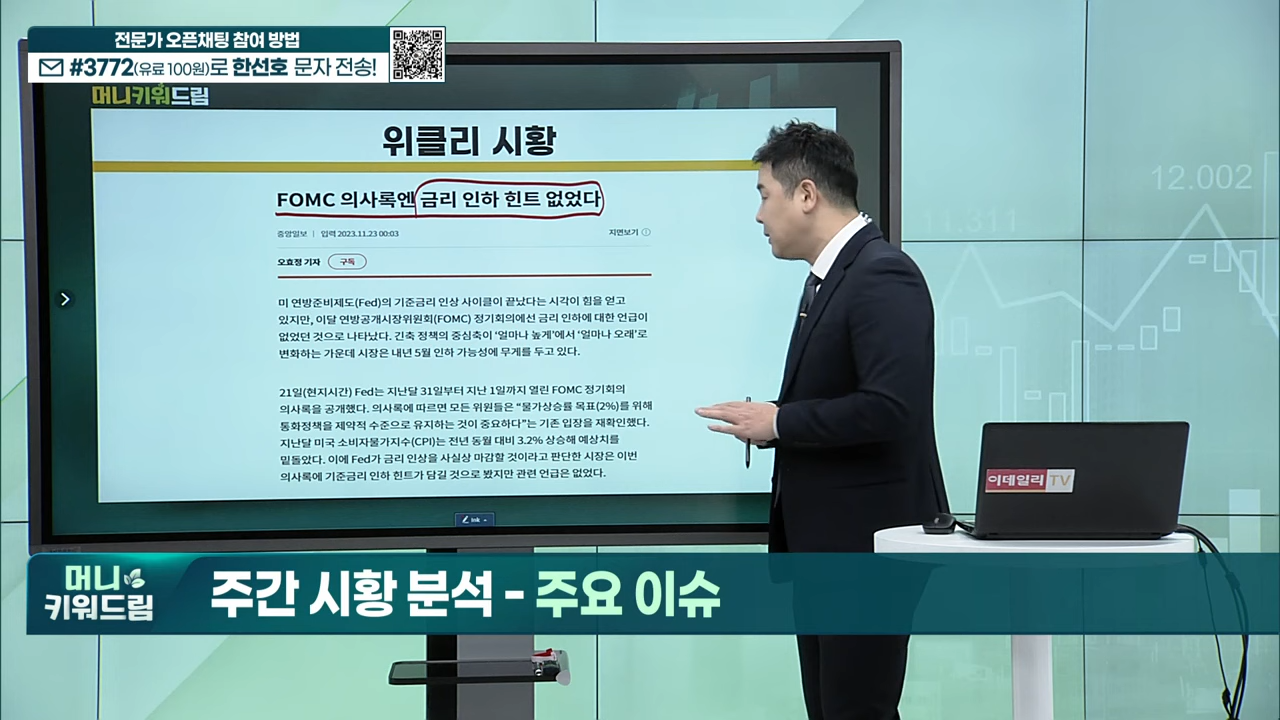 전문가 오픈채팅 참여 방법
#3772(유료 100원)로 한선호 문자 전송!
머니키워드림
위클리 시황
FOMC 의사록엔 금리 인하 힌트 없었다
중앙일보 | 입력 2023.11.23 00:03
지면보기
오효정 기자
구독
미 연방준비제도(Fed)의 기준금리 인상 사이클이 끝났다는 시각이 힘을 얻고
있지만, 이달 연방공개시장위원회(FOMC) 정기회의에선 금리 인하에 대한 언급이
없었던 것으로 나타났다. 긴축 정책의 중심축이 '얼마나 높게'에서 '얼마나 오래'로
변화하는 가운데 시장은 내년 5월 인하 가능성에 무게를 두고 있다.
21일(현지시간) Fed는 지난달 31일부터 지난 1일까지 열린 FOMC 정기회의
의사록을 공개했다. 의사록에 따르면 모든 위원들은 “물가상승률 목표(2%)를 위해
통화정책을 제약적 수준으로 유지하는 것이 중요하다”는 기존 입장을 재확인했다.
지난달 미국 소비자물가지수(CPI)는 전년 동월 대비 3.2% 상승해 예상치를
밑돌았다. 이에 Fed가 금리 인상을 사실상 마감할 것이라고 판단한 시장은 이번
의사록에 기준금리 인하 힌트가 담길 것으로 봤지만 관련 언급은 없었다.
Ink
12.002
11.311
이데일리TV
머니
키워드림
주간 시황 분석 - 주요 이슈